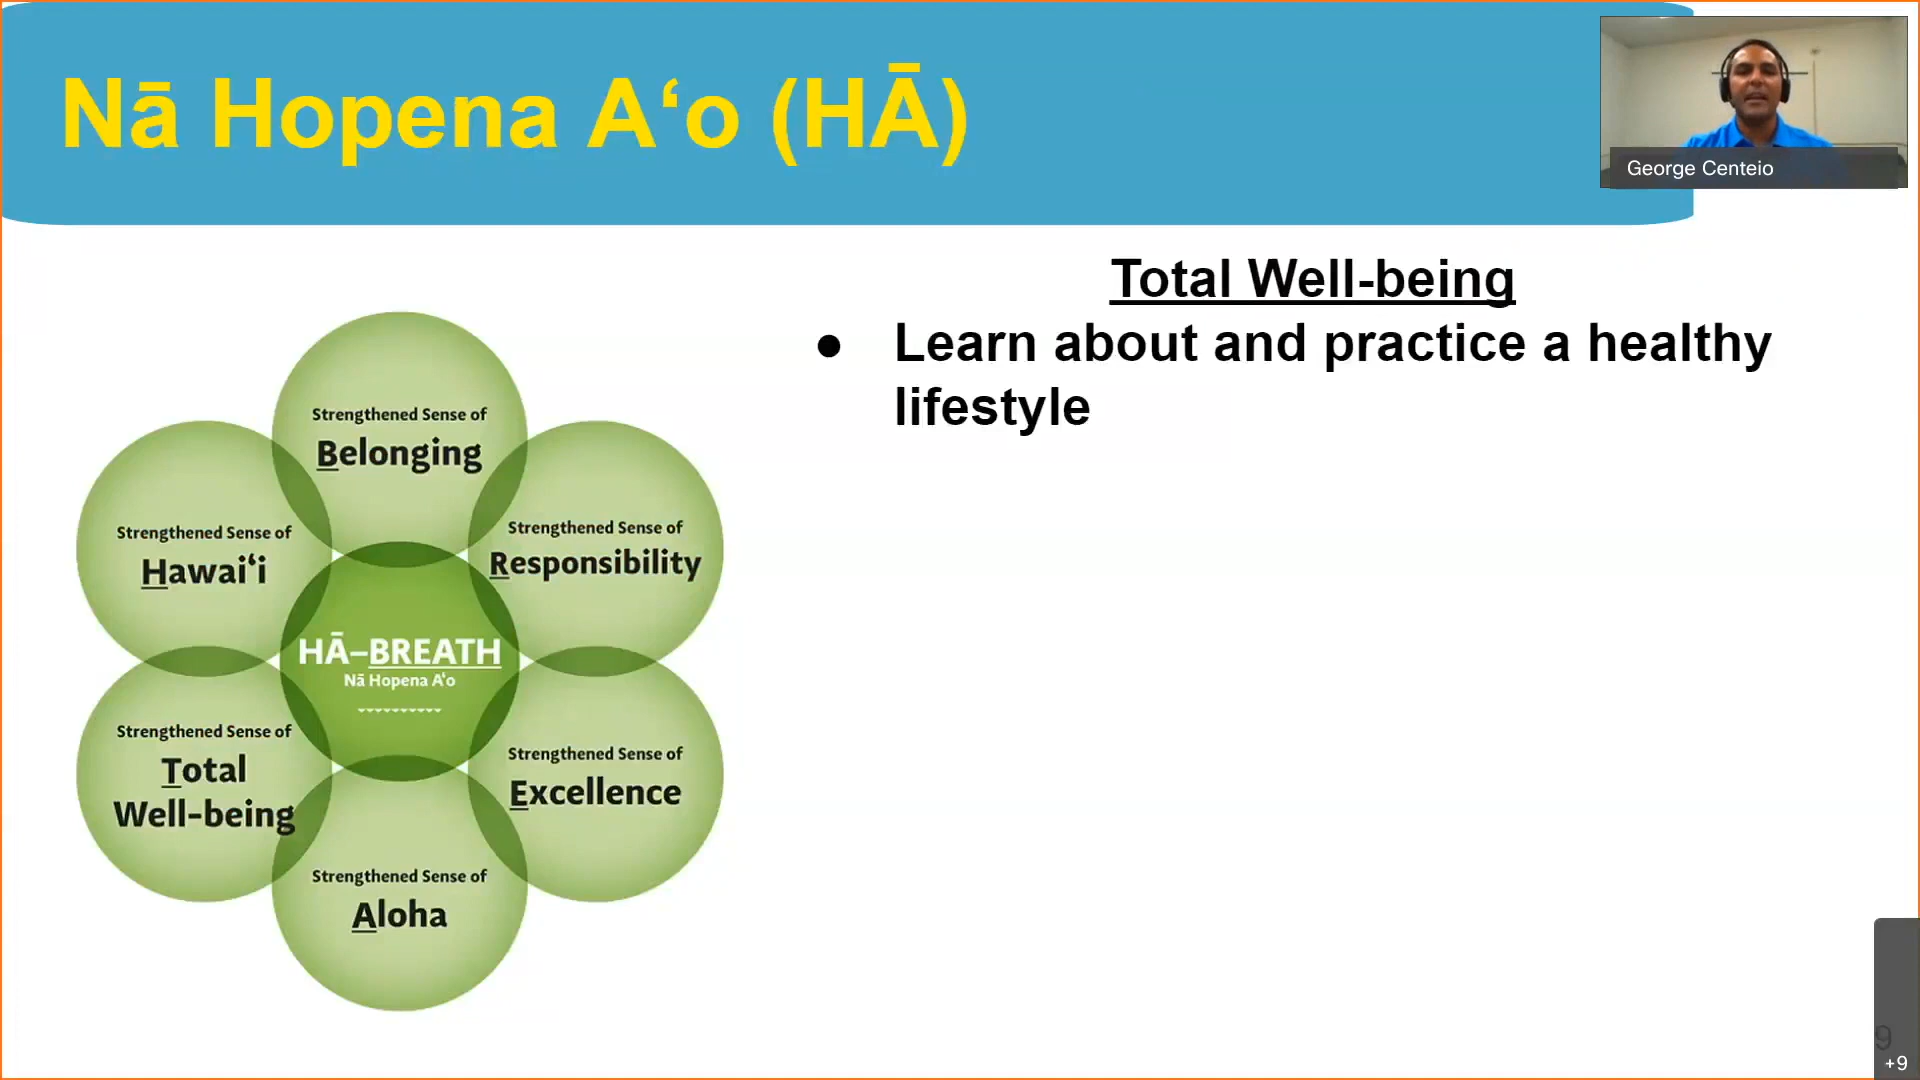 Nā Hopena Aʻo (HĀ)
George Centeio
Total Well-being
● Learn about and practice a healthy
lifestyle
Strengthened Sense of
Belonging
Strengthened Sense of
Hawaiʻi
Strengthened Sense of
Responsibility
HĀ–BREATH
Nā Hopena Aʻo
Strengthened Sense of
Total
Well-being
Strengthened Sense of
Excellence
Strengthened Sense of
Aloha
9
+9